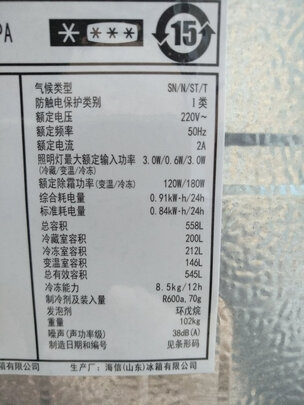 PA
15
气候类型 SN/N/ST/T
防触电保护类别 I类
额定电压 220V~
额定频率 50Hz
额定电流 2A
照明灯最大额定输入功率 3.0W/0.6W/3.0W
(冷藏/变温/冷冻)
额定除霜功率(变温/冷冻) 120W/180W
综合耗电量 0.91kW·h/24h
标准耗电量 0.84kW·h/24h
总容积 558L
冷藏室容积 200L
冷冻室容积 212L
变温室容积 146L
总有效容积 545L
冷冻能力 8.5kg/12h
制冷剂及装入量 R600a,70g
发泡剂 环戊烷
重量 102kg
噪声(声功率级) 38dB(A)
制造日期和编号 见条形码
箱有限公司 生产厂:海信(山东)冰箱有限公司